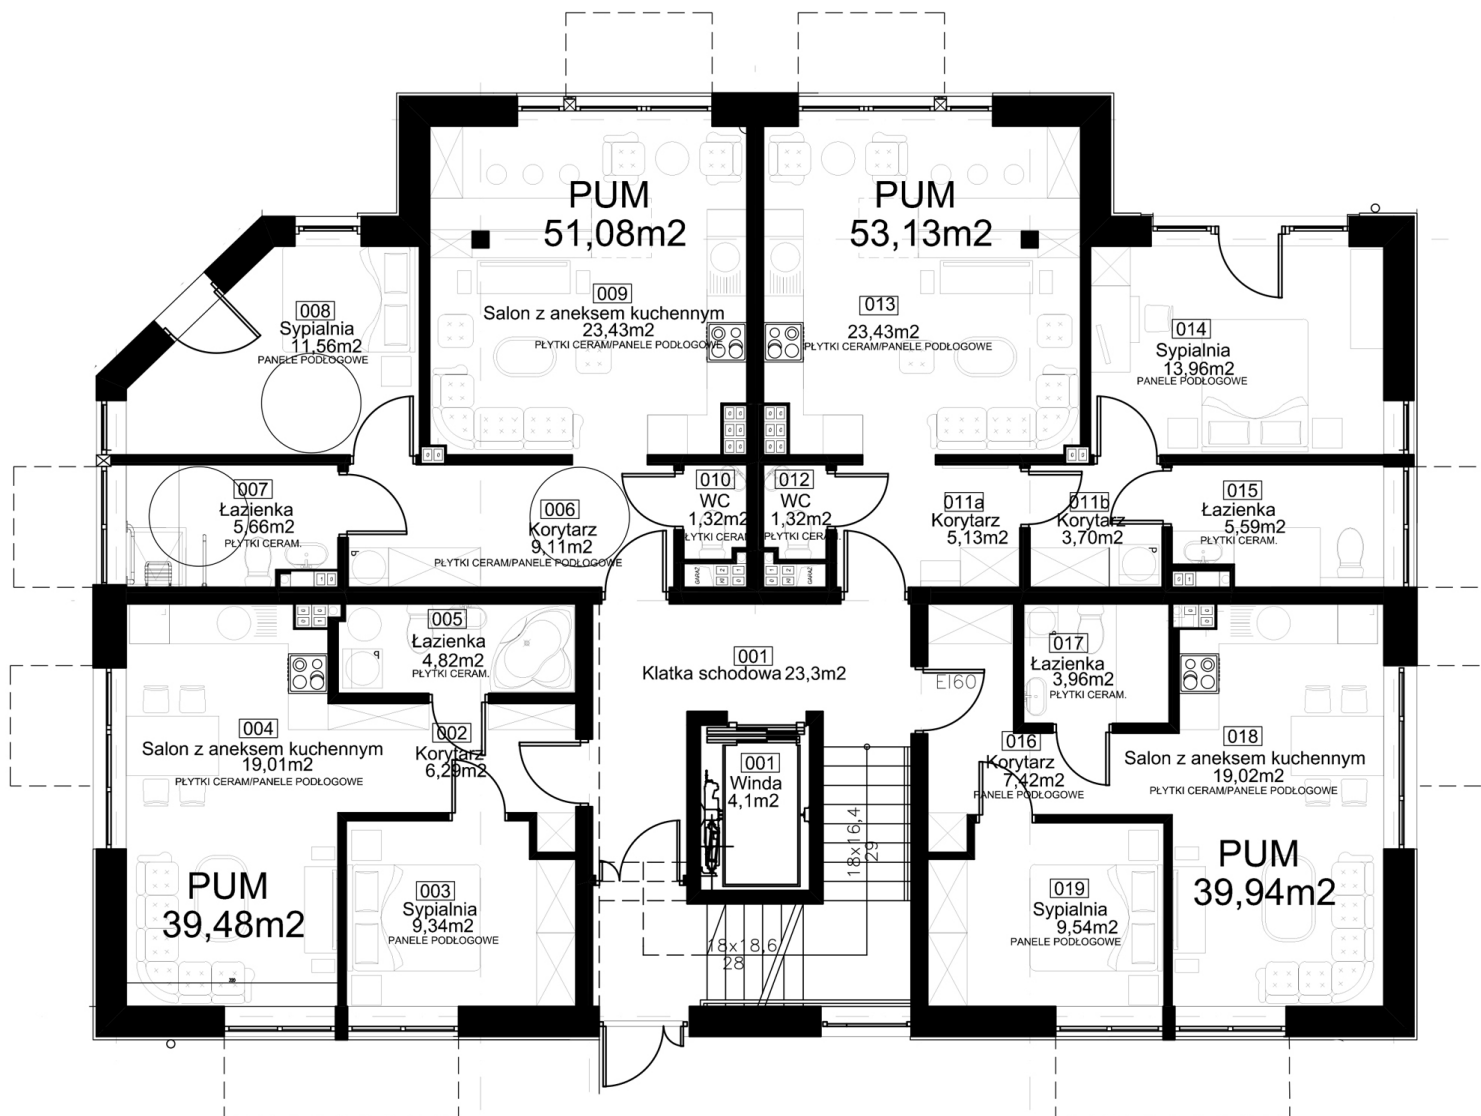 PUM
51,08m2
PUM
53,13m2
008
Sypialnia
11,56m2
PANELE PODŁOGOWE
009
Salon z aneksem kuchennym
23,43m2
PŁYTKI CERAM/PANELE PODŁOGOWE
013
23,43m2
PŁYTKI CERAM/PANELE PODŁOGOWE
014
Sypialnia
13,96m2
PANELE PODŁOGOWE
007
Łazienka
5,66m2
PŁYTKI CERAM.
006
Korytarz
9,11m2
PŁYTKI CERAM/PANELE PODŁOGOWE
010
WC
1,32m2
PŁYTKI CERAM.
012
WC
1,32m2
PŁYTKI CERAM.
011a
Korytarz
5,13m2
011b
Korytarz
3,70m2
015
Łazienka
5,59m2
PŁYTKI CERAM.
GARAŻ
GARAŻ
005
Łazienka
4,82m2
PŁYTKI CERAM.
001
Klatka schodowa 23,3m2
EI60
017
Łazienka
3,96m2
PŁYTKI CERAM.
004
Salon z aneksem kuchennym
19,01m2
PŁYTKI CERAM/PANELE PODŁOGOWE
002
Korytarz
6,29m2
001
Winda
4,1m2
016
Korytarz
7,42m2
PANELE PODŁOGOWE
018
Salon z aneksem kuchennym
19,02m2
PŁYTKI CERAM/PANELE PODŁOGOWE
18x16,4
29
PUM
39,48m2
003
Sypialnia
9,34m2
PANELE PODŁOGOWE
18x18,6
28
019
Sypialnia
9,54m2
PANELE PODŁOGOWE
PUM
39,94m2